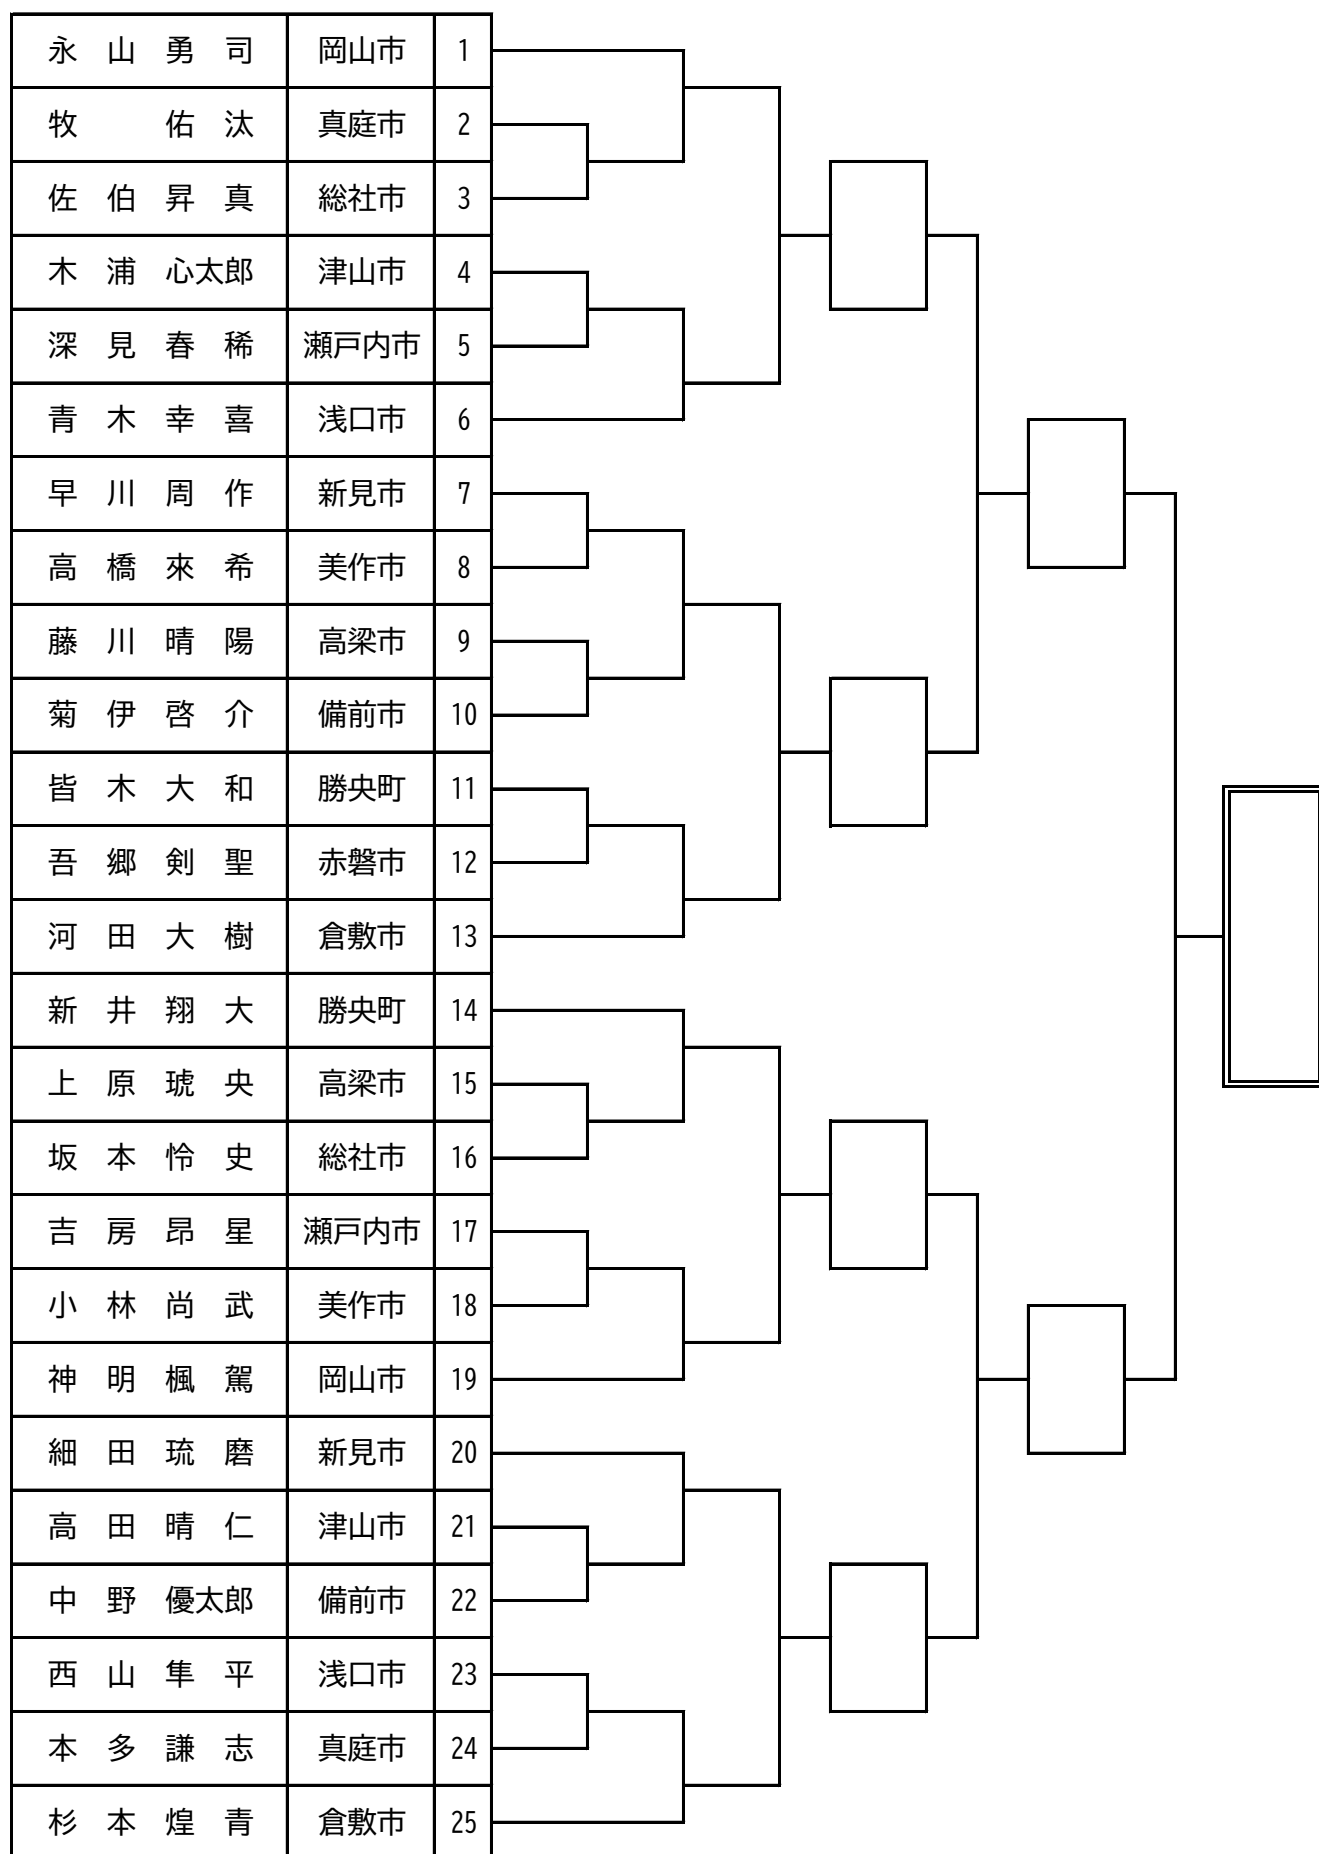 永山勇司 岡山市 1
牧佑汰 真庭市 2
佐伯昇真 総社市 3
木浦心太郎 津山市 4
深見春稀 瀬戸内市 5
青木幸喜 浅口市 6
早川周作 新見市 7
高橋來希 美作市 8
藤川晴陽 高梁市 9
菊伊啓介 備前市 10
皆木大和 勝央町 11
吾郷剣聖 赤磐市 12
河田大樹 倉敷市 13
新井翔大 勝央町 14
上原琥央 高梁市 15
坂本怜史 総社市 16
吉房昂星 瀬戸内市 17
小林尚武 美作市 18
神明楓駕 岡山市 19
細田琉磨 新見市 20
高田晴仁 津山市 21
中野優太郎 備前市 22
西山隼平 浅口市 23
本多謙志 真庭市 24
杉本煌青 倉敷市 25